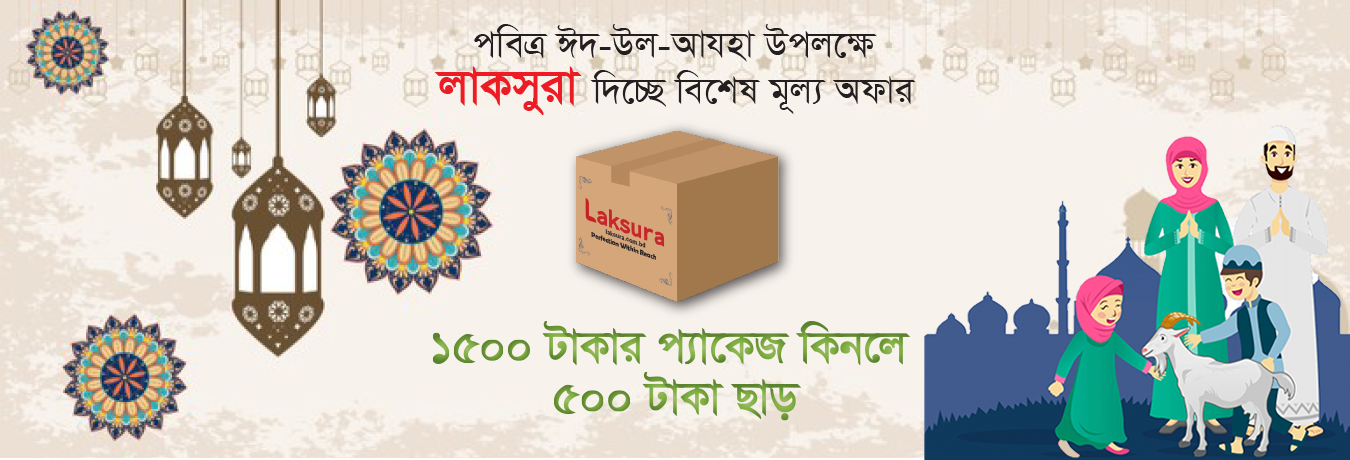 পবিত্র ঈদ-উল-আযহা উপলক্ষে
লাকসুরা দিচ্ছে বিশেষ মূল্য অফার
Laksura
laksura.com.bd
Perfection Within Reach
১৫০০ টাকার প্যাকেজ কিনলে
৫০০ টাকা ছাড়